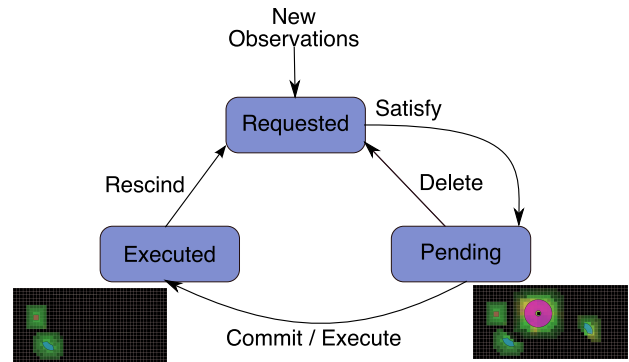 New
Observations
Requested
Satisfy
Rescind
Delete
Executed
Pending
Commit / Execute